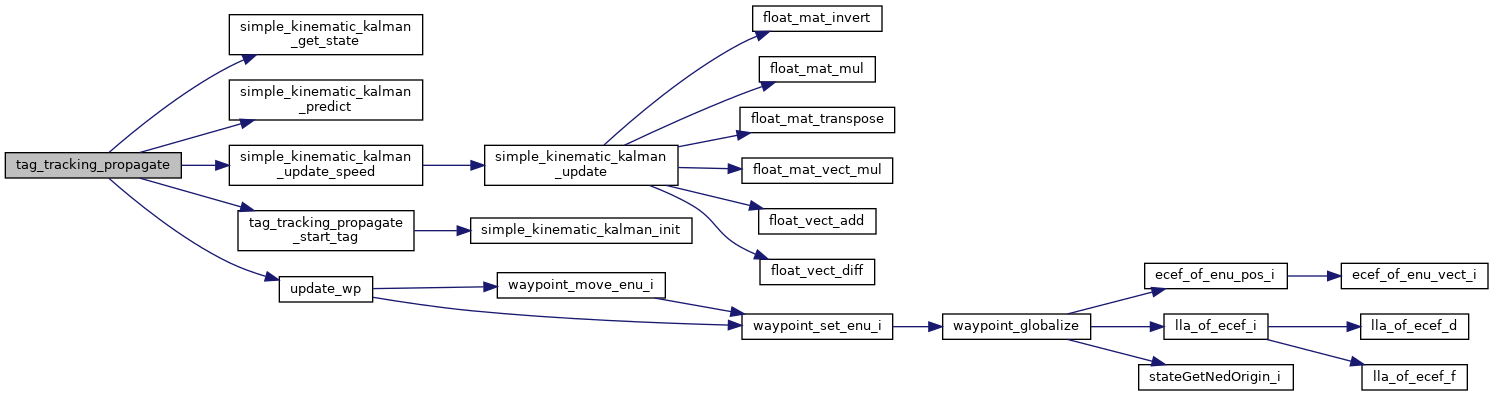 tag_tracking_propagate
simple_kinematic_kalman
_get_state
simple_kinematic_kalman
_predict
simple_kinematic_kalman
_update_speed
tag_tracking_propagate
_start_tag
update_wp
simple_kinematic_kalman
_update
simple_kinematic_kalman_init
waypoint_move_enu_i
float_mat_invert
float_mat_mul
float_mat_transpose
float_mat_vect_mul
float_vect_add
float_vect_diff
waypoint_set_enu_i
waypoint_globalize
ecef_of_enu_pos_i
lla_of_ecef_i
stateGetNedOrigin_i
ecef_of_enu_vect_i
lla_of_ecef_d
lla_of_ecef_f